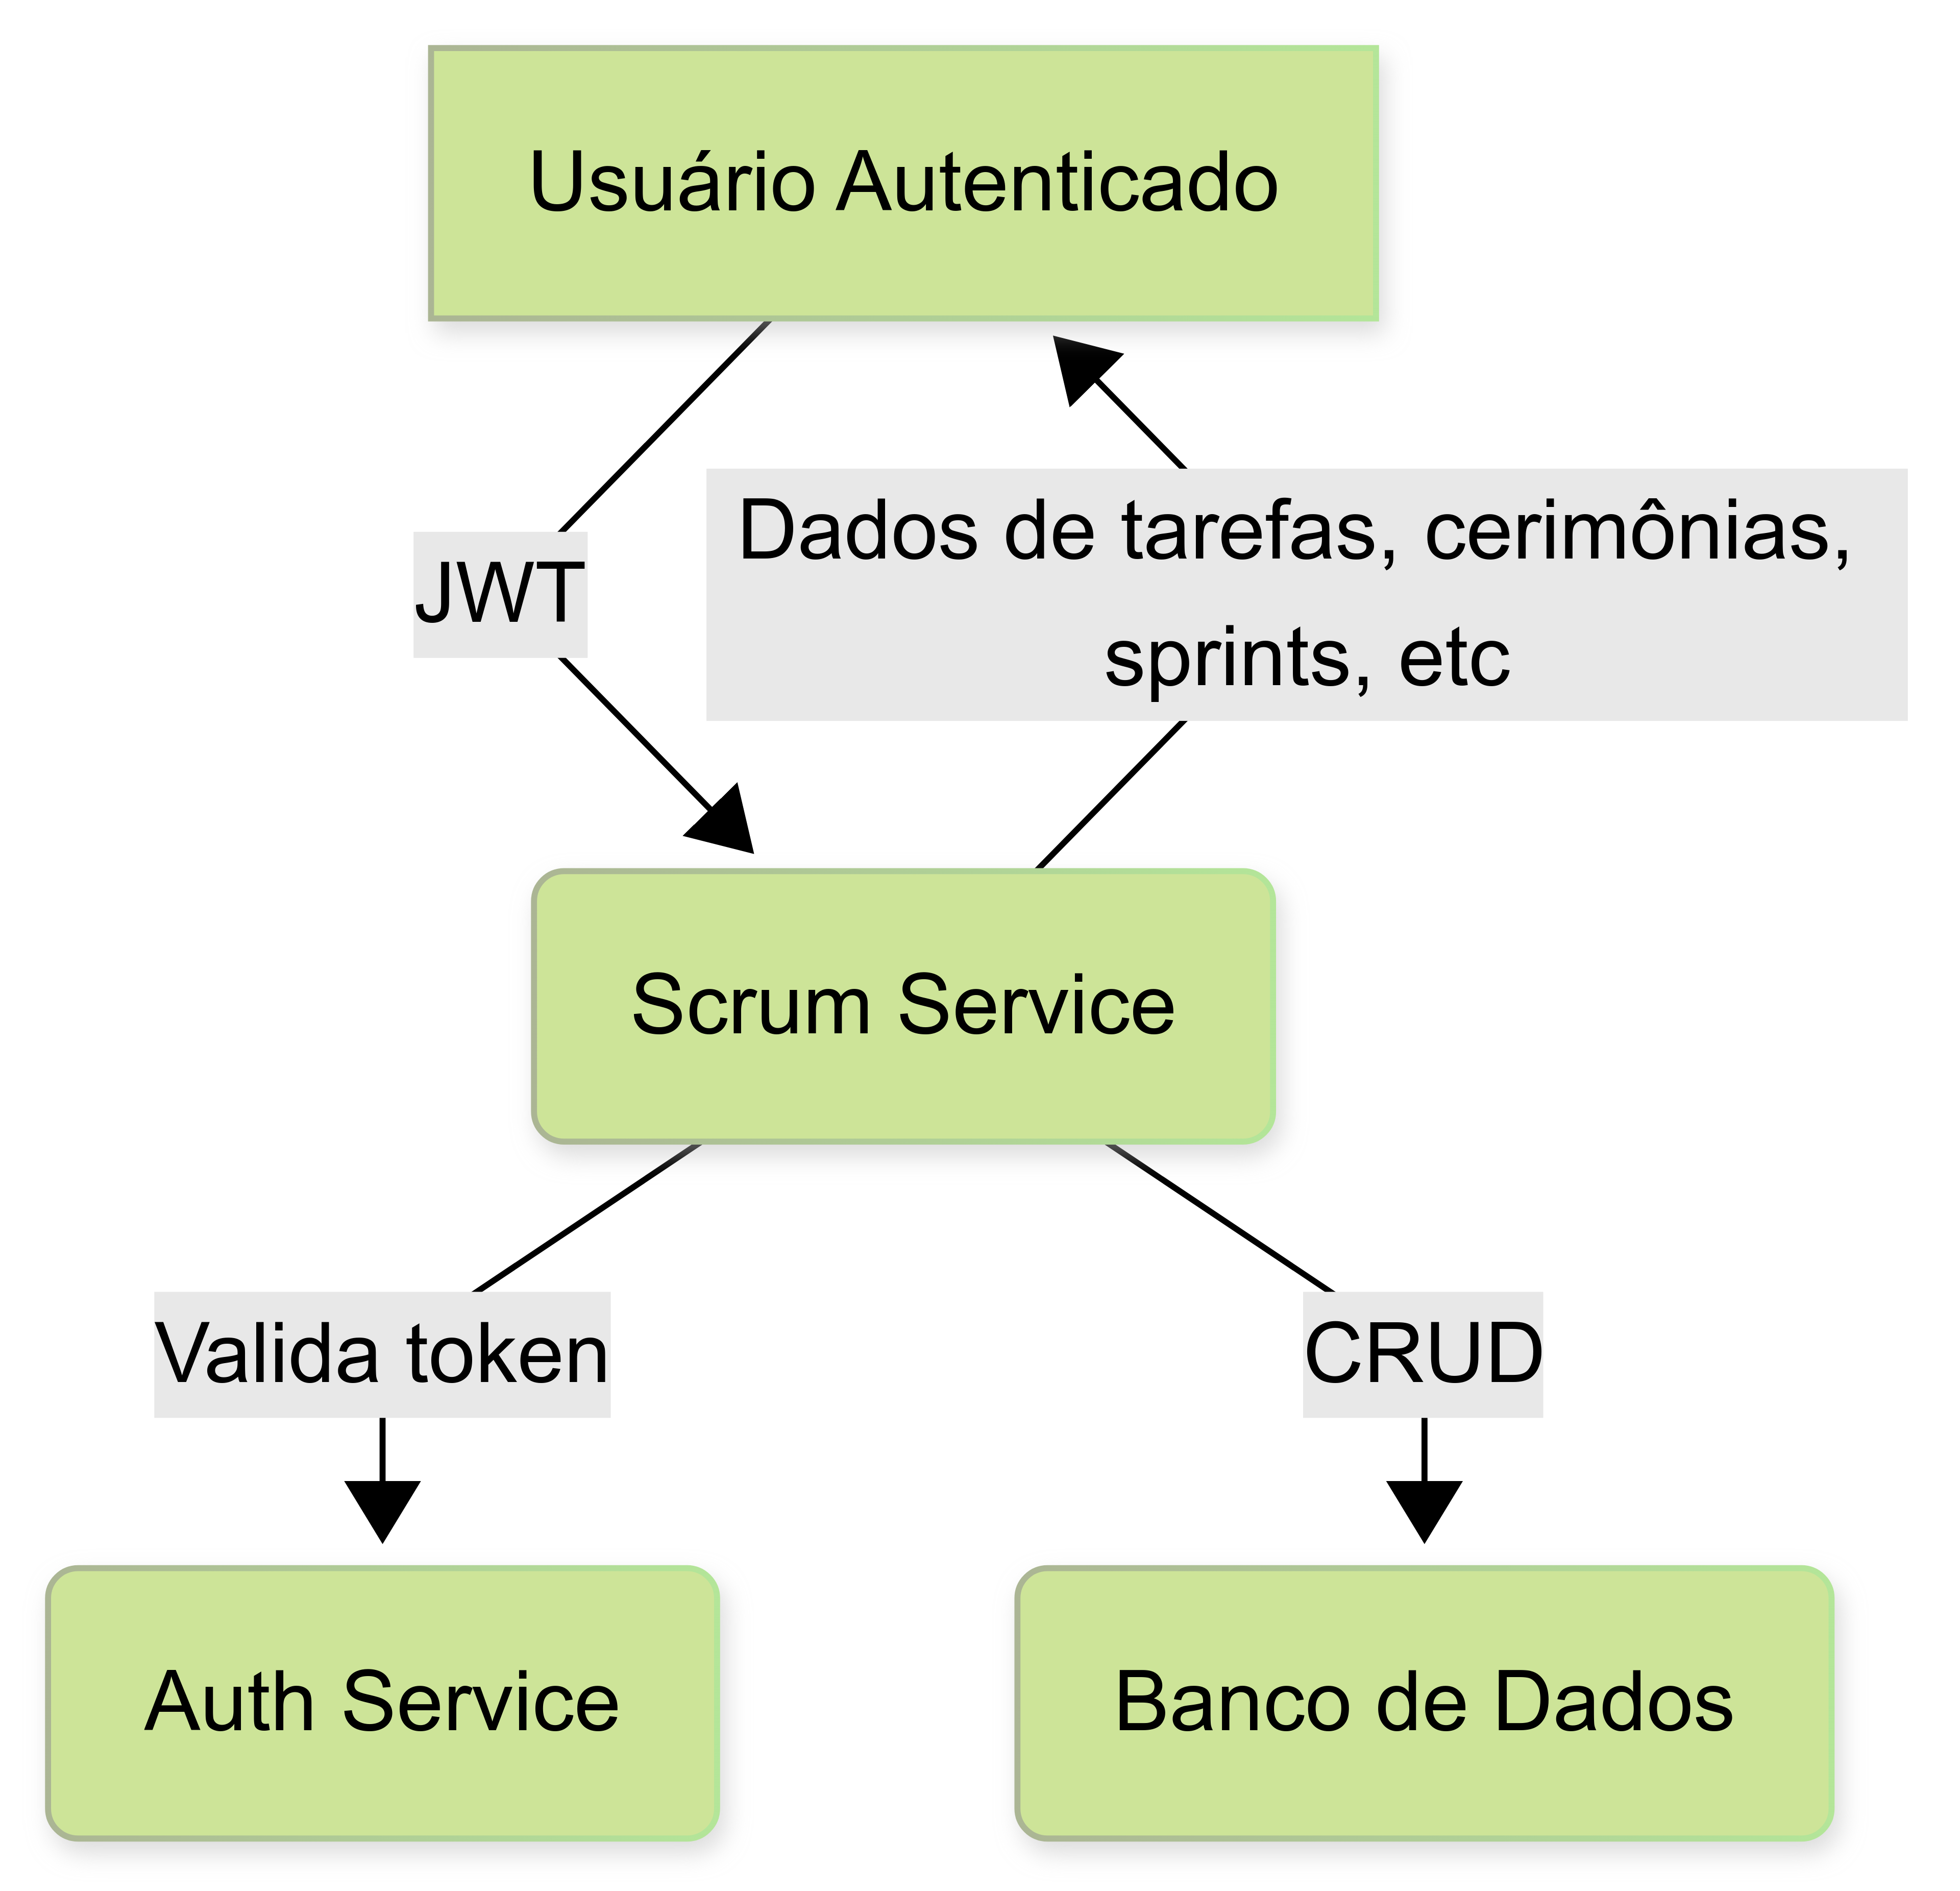 Usuário Autenticado
JWT
Dados de tarefas, cerimônias,
sprints, etc
Scrum Service
Valida token
CRUD
Auth Service
Banco de Dados